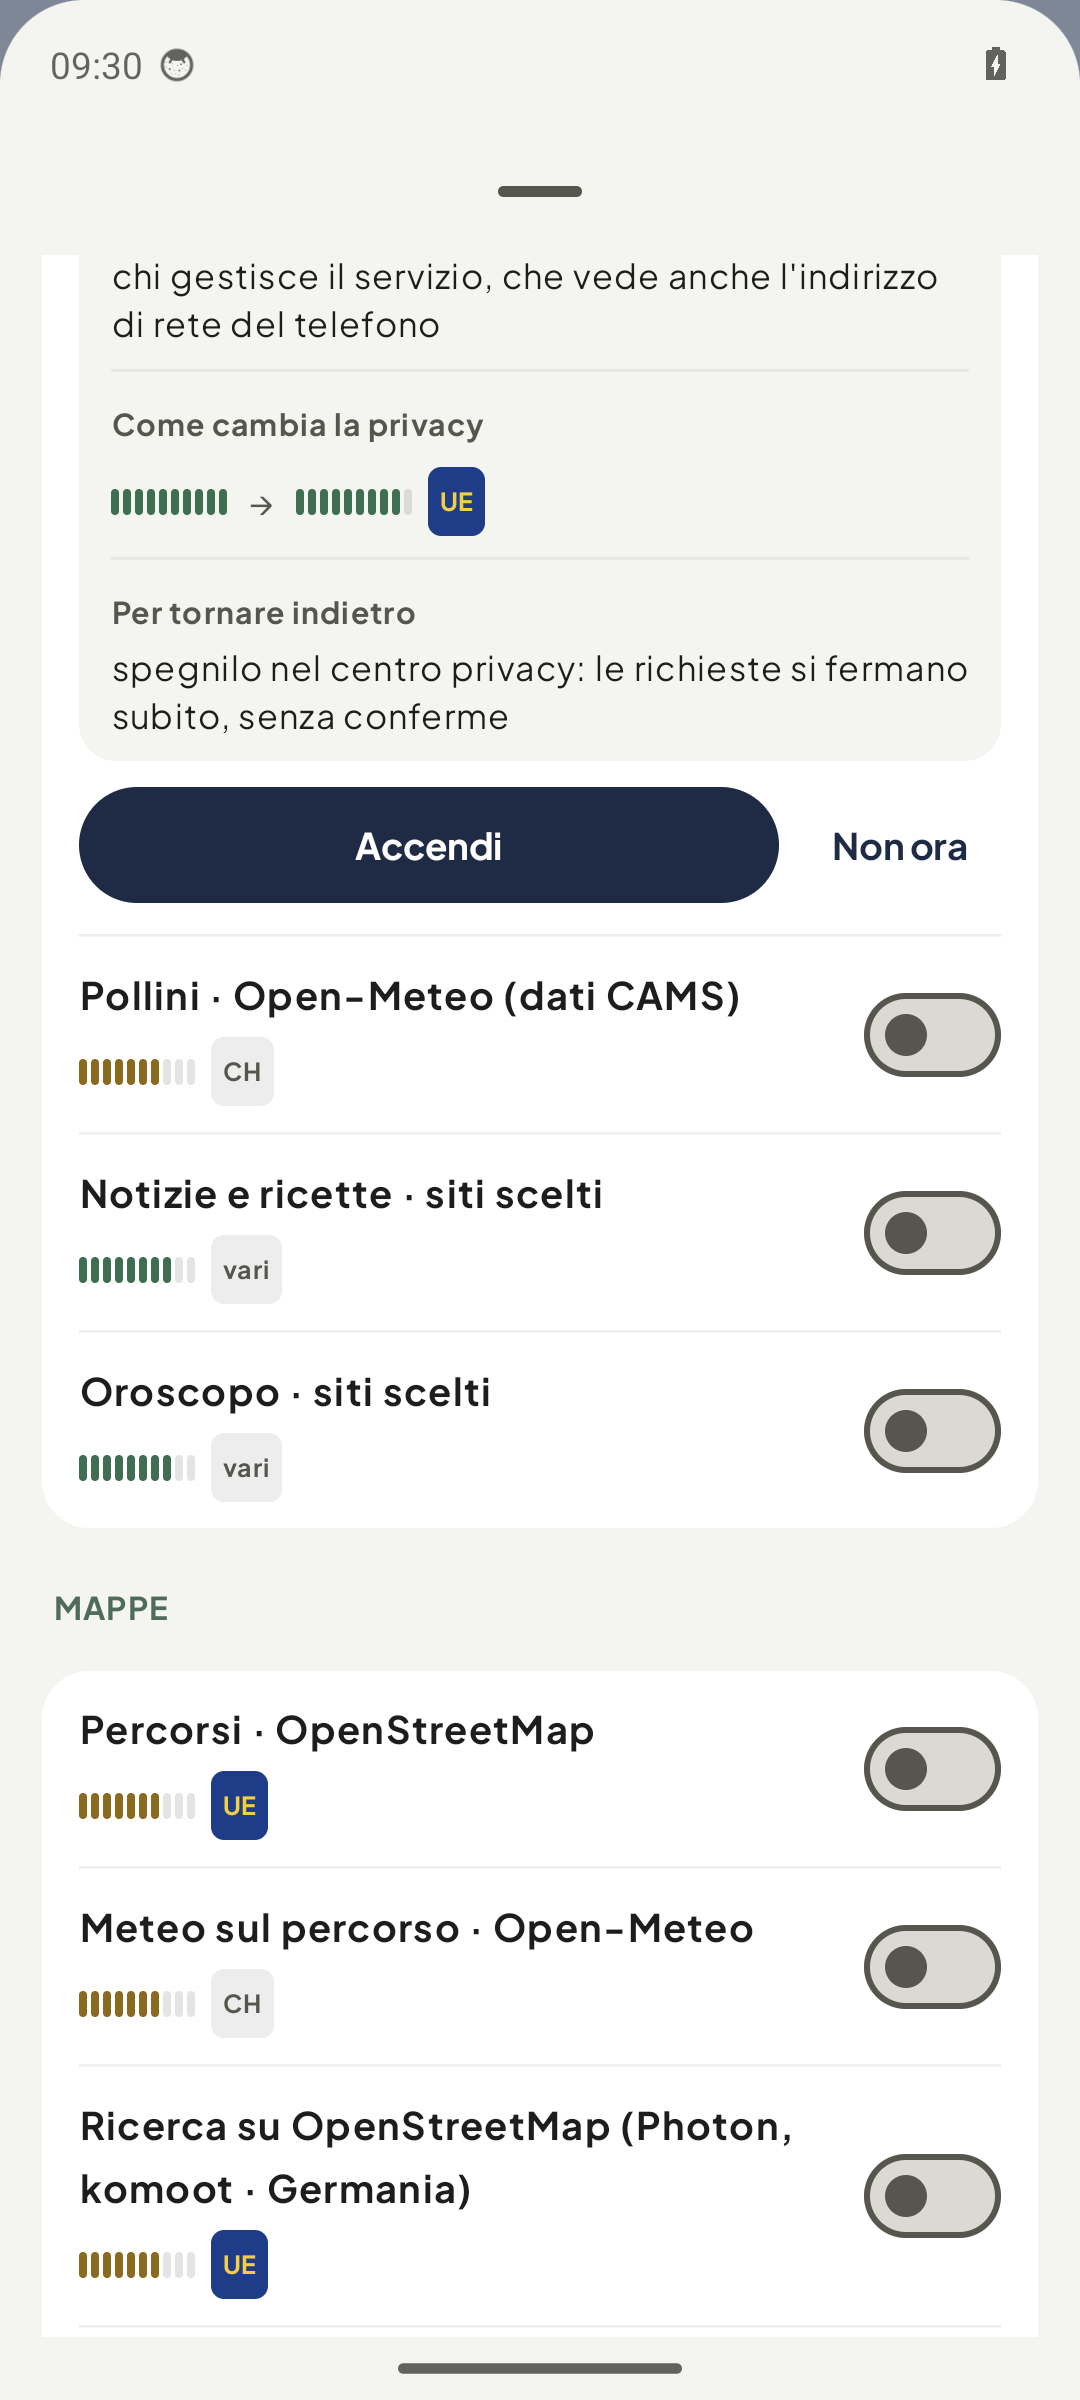 09:30
chi gestisce il servizio, che vede anche l'indirizzo
di rete del telefono
Come cambia la privacy
→ UE
Per tornare indietro
spegnilo nel centro privacy: le richieste si fermano
subito, senza conferme
Accendi
Non ora
Pollini · Open-Meteo (dati CAMS)
CH
Notizie e ricette · siti scelti
vari
Oroscopo · siti scelti
vari
MAPPE
Percorsi · OpenStreetMap
UE
Meteo sul percorso · Open-Meteo
CH
Ricerca su OpenStreetMap (Photon,
komoot · Germania)
UE